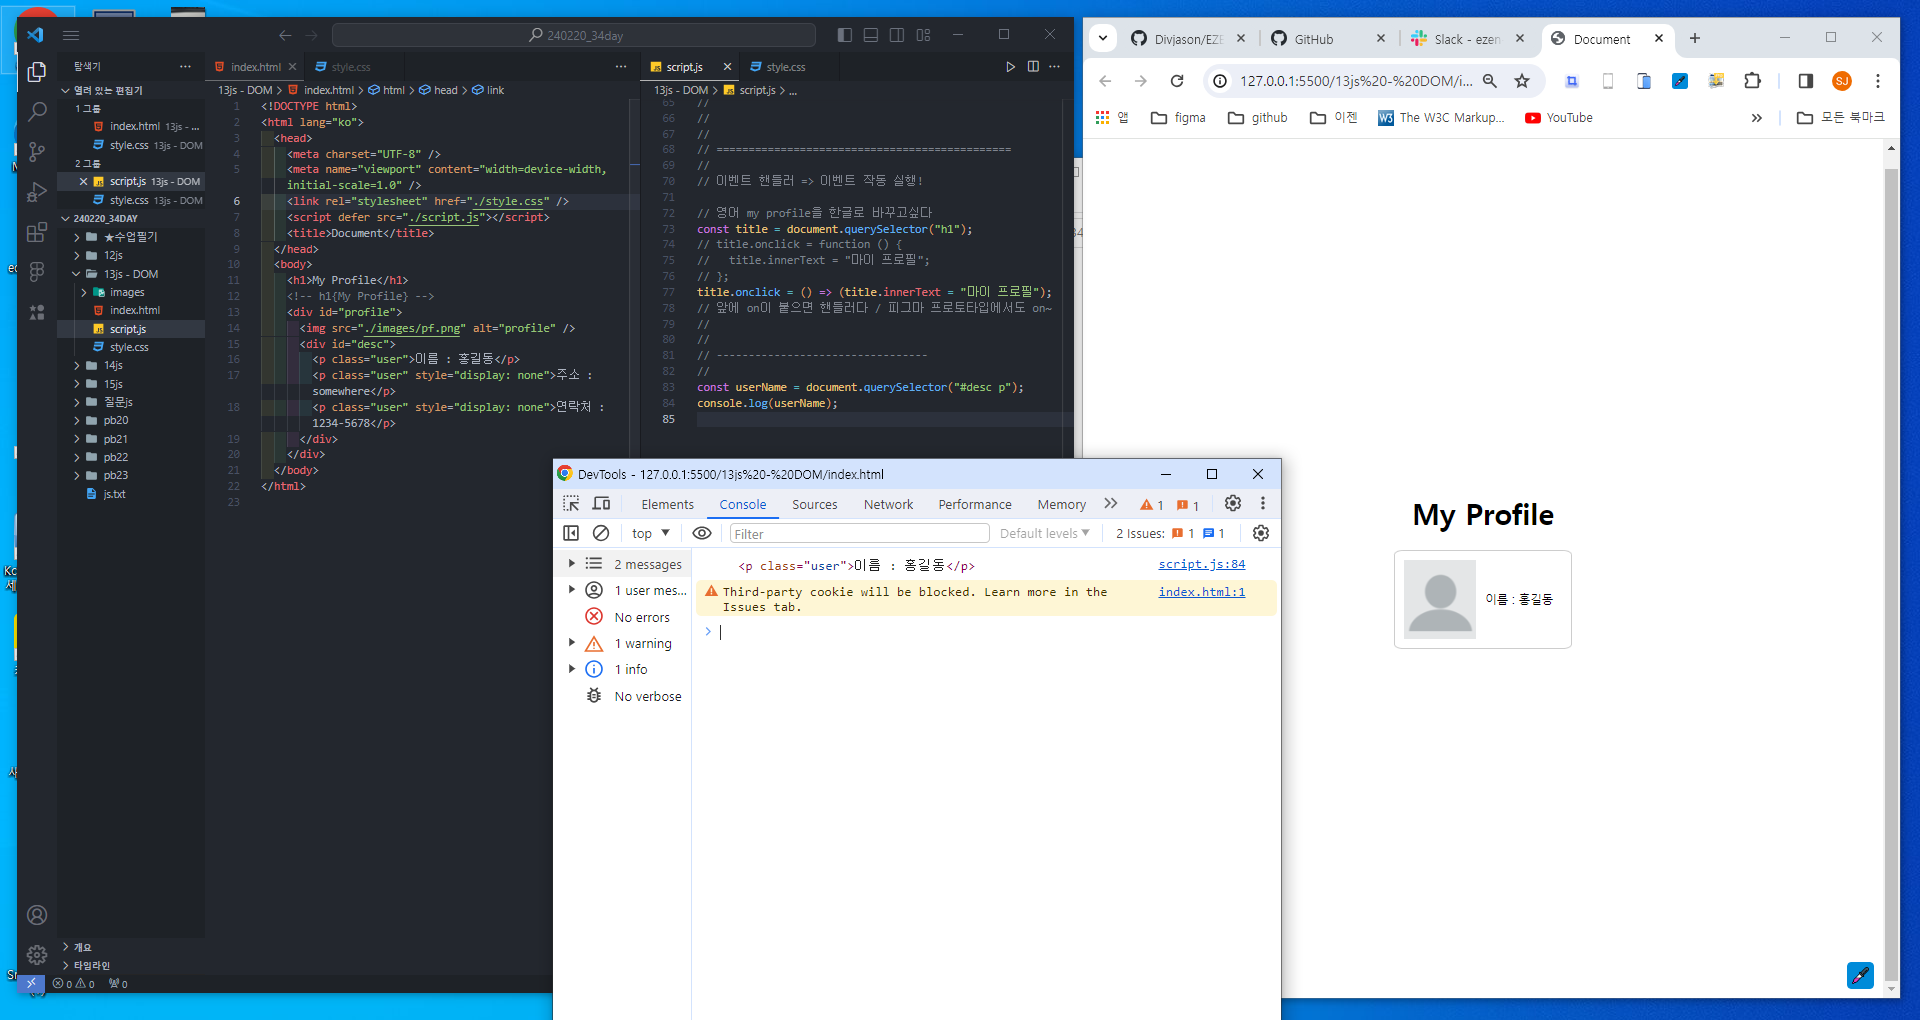 240220_34day
탐색기
열려 있는 편집기
1 그룹
index.html 13js - ...
style.css 13js - DOM
2 그룹
script.js 13js - DOM
style.css 13js - DOM
240220_34DAY
★수업필기
12js
13js - DOM
images
index.html
script.js
style.css
14js
15js
질문js
pb20
pb21
pb22
pb23
js.txt
개요
타임라인
0 0 0
index.html
style.css
13js - DOM > index.html > html > head > link
1 <!DOCTYPE html>
2 <html lang="ko">
3 <head>
4 <meta charset="UTF-8" />
5 <meta name="viewport" content="width=device-width,
initial-scale=1.0" />
6 <link rel="stylesheet" href="./style.css" />
7 <script defer src="./script.js"></script>
8 <title>Document</title>
9 </head>
10 <body>
11 <h1>My Profile</h1>
12 <!-- h1{My Profile} -->
13 <div id="profile">
14 <img src="./images/pf.png" alt="profile" />
15 <div id="desc">
16 <p class="user">이름 : 홍길동</p>
17 <p class="user" style="display: none">주소 :
somewhere</p>
18 <p class="user" style="display: none">연락처 :
1234-5678</p>
19 </div>
20 </div>
21 </body>
22 </html>
23
script.js
style.css
13js - DOM > script.js > ...
65 //
66 //
67 //
68 // ==============================================
69 //
70 // 이벤트 핸들러 => 이벤트 작동 실행!
71
72 // 영어 my profile을 한글로 바꾸고싶다
73 const title = document.querySelector("h1");
74 // title.onclick = function () {
75 //   title.innerText = "마이 프로필";
76 // };
77 title.onclick = () => (title.innerText = "마이 프로필");
78 // 앞에 on이 붙으면 핸들러다 / 피그마 프로토타입에서도 on~
79 //
80 //
81 // ---------------------------------
82 //
83 const userName = document.querySelector("#desc p");
84 console.log(userName);
85
DevTools - 127.0.0.1:5500/13js%20-%20DOM/index.html
Elements Console Sources Network Performance Memory 1 1
top Filter Default levels 2 Issues: 1 1
2 messages
1 user mes...
No errors
1 warning
1 info
No verbose
<p class="user">이름 : 홍길동</p> script.js:84
Third-party cookie will be blocked. Learn more in the index.html:1
Issues tab.
Divjason/EZE
GitHub
Slack - ezen
Document
127.0.0.1:5500/13js%20-%20DOM/i...
SJ
앱 figma github 이젠 The W3C Markup... YouTube 모든 북마크
My Profile
이름 : 홍길동